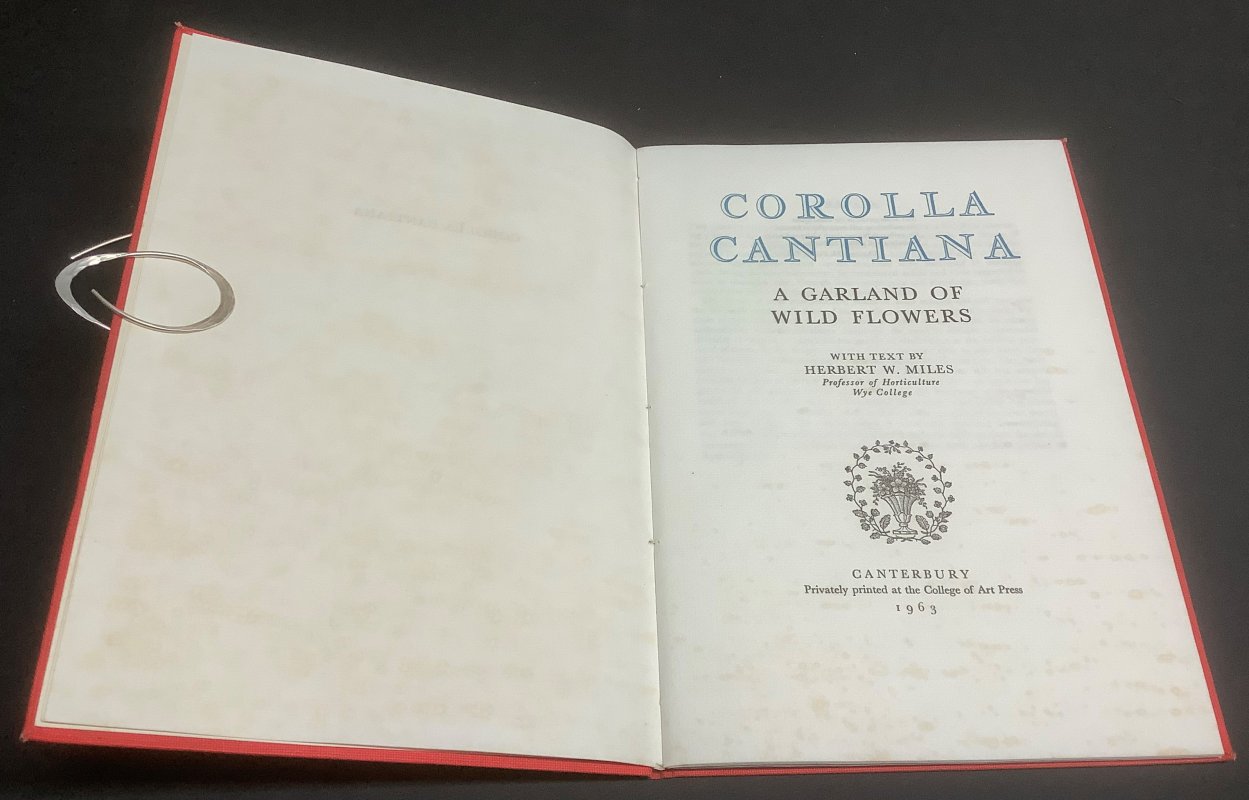 COROLLA
CANTIANA
A GARLAND OF
WILD FLOWERS
WITH TEXT BY
HERBERT W. MILES
Professor of Horticulture
Wye College
CANTERBURY
Privately printed at the College of Art Press
1963